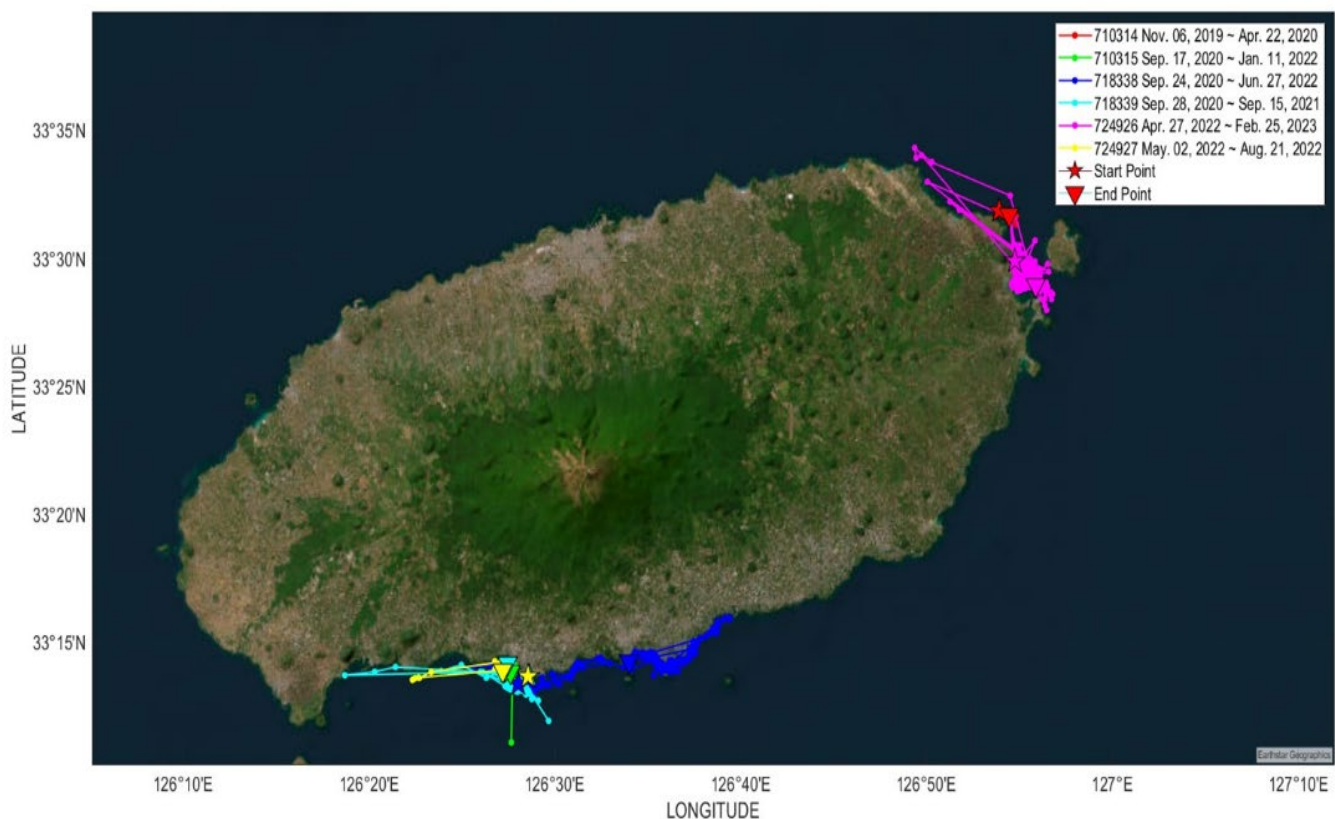 710314 Nov. 06, 2019 ~ Apr. 22, 2020
710315 Sep. 17, 2020 ~ Jan. 11, 2022
718338 Sep. 24, 2020 ~ Jun. 27, 2022
718339 Sep. 28, 2020 ~ Sep. 15, 2021
724926 Apr. 27, 2022 ~ Feb. 25, 2023
724927 May. 02, 2022 ~ Aug. 21, 2022
Start Point
End Point
33°35'N
33°30'N
33°25'N
33°20'N
33°15'N
LATITUDE
Earthstar Geographics
126°10'E 126°20'E 126°30'E 126°40'E 126°50'E 127°E 127°10'E
LONGITUDE